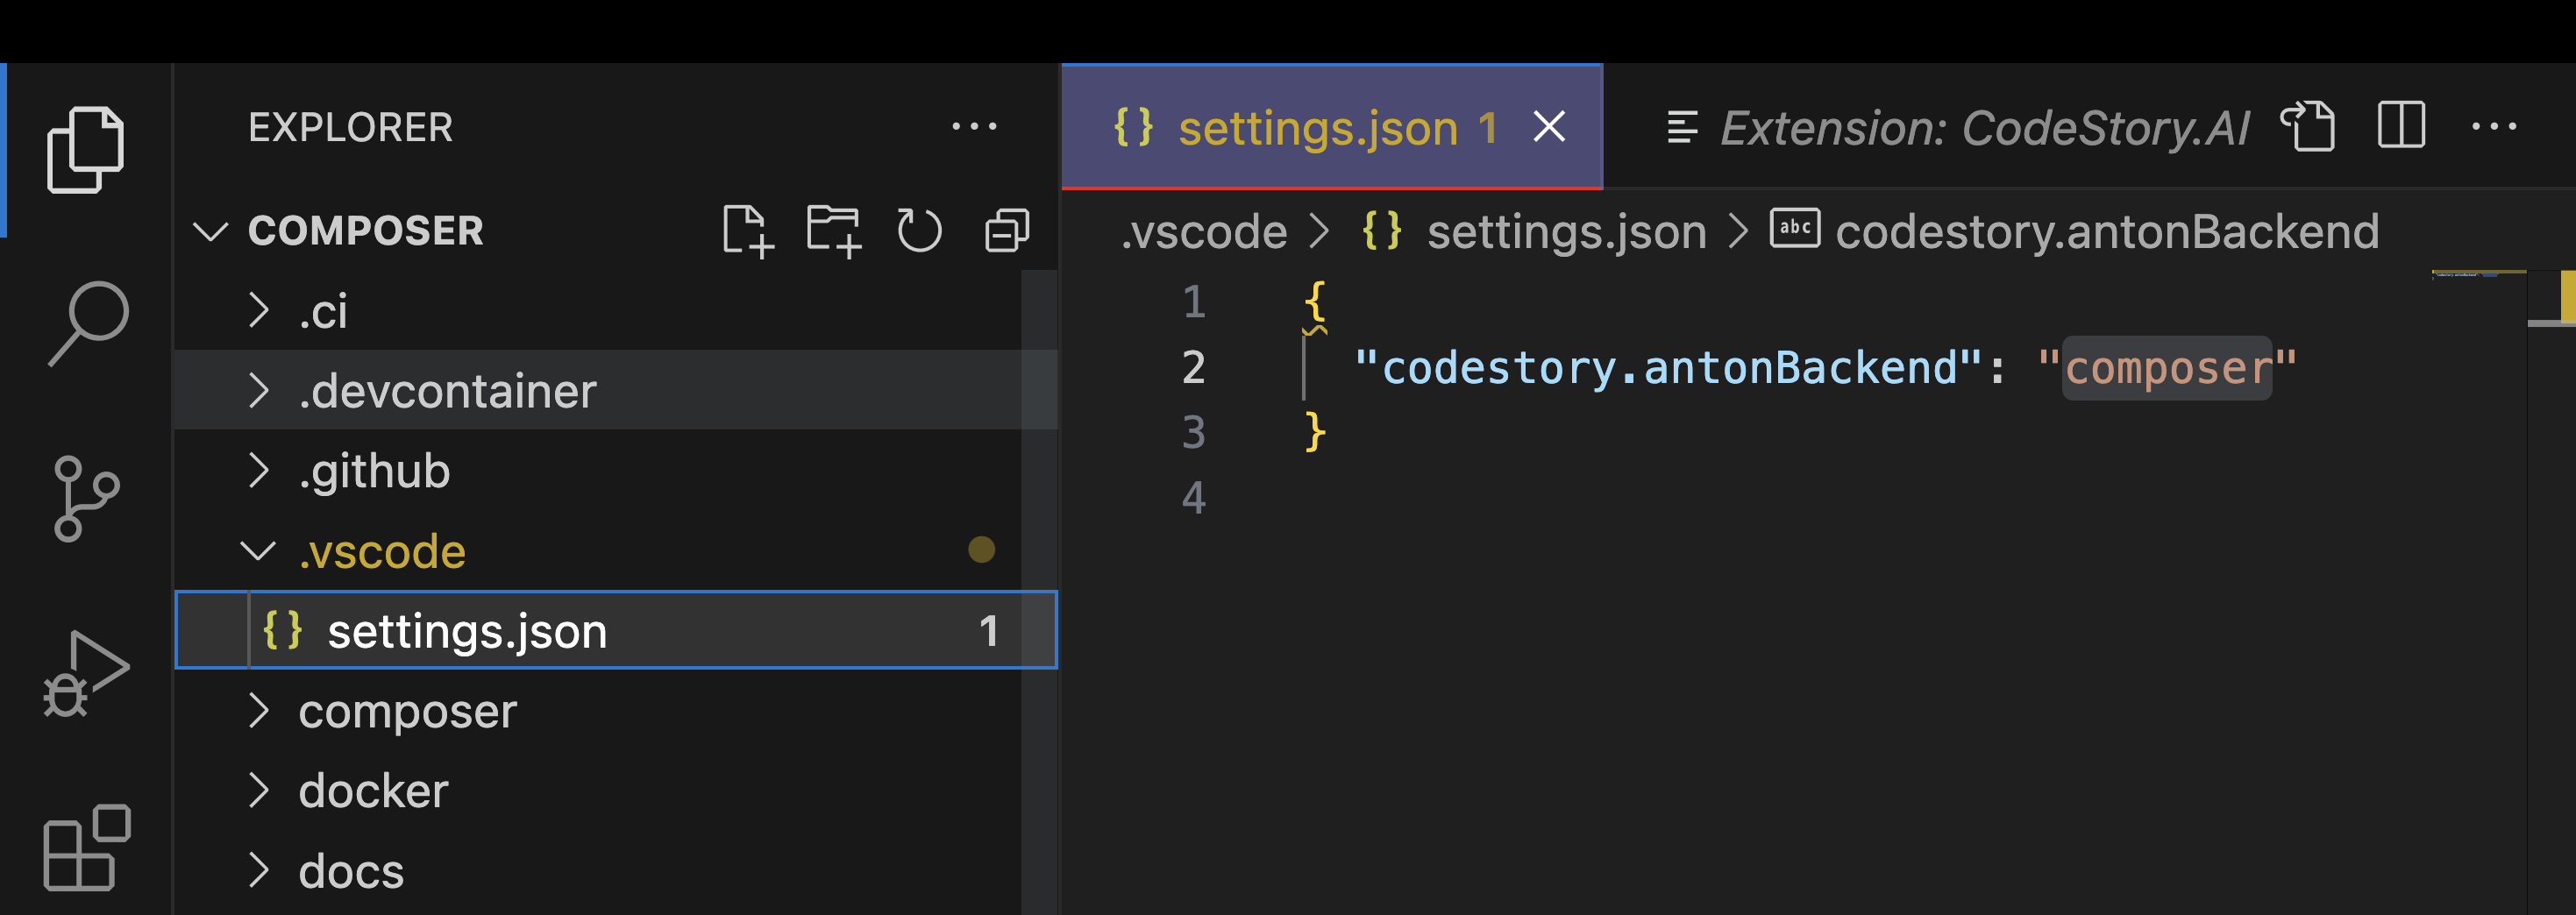 EXPLORER
COMPOSER
.ci
.devcontainer
.github
.vscode
{} settings.json 1
composer
docker
docs
{} settings.json 1
Extension: CodeStory.AI
.vscode > {} settings.json > abc codestory.antonBackend
1 {
2 "codestory.antonBackend": "composer"
3 }
4